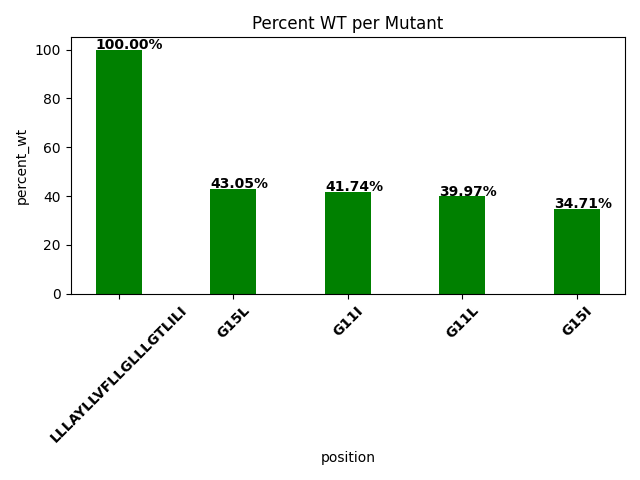 Percent WT per Mutant
percent_wt
100
80
60
40
20
0
100.00%
43.05%
41.74%
39.97%
34.71%
LLLAYLLVFLLGLLLGTLILI
G15L
G11I
G11L
G15I
position